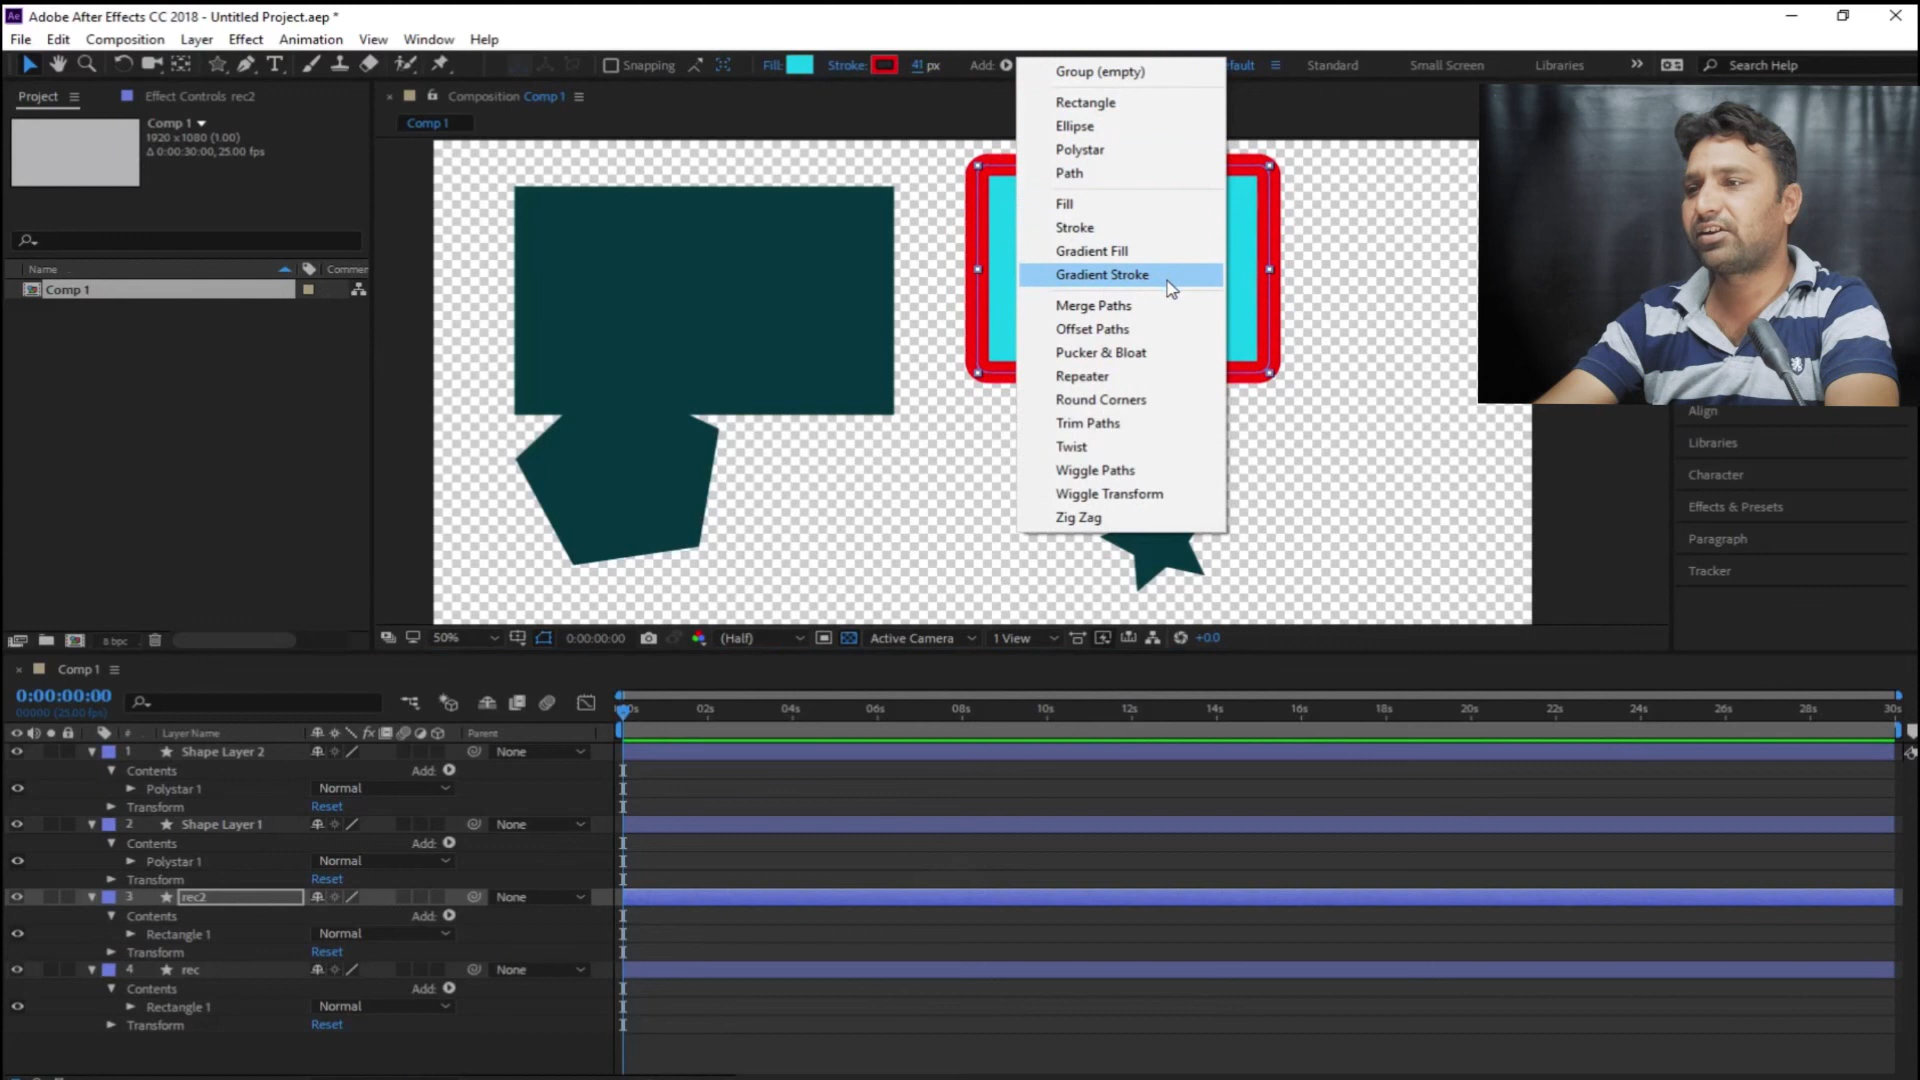 Ae Adobe After Effects CC 2018 - Untitled Project.aep *
File Edit Composition Layer Effect Animation View Window Help
Snapping Fill: Stroke: 41 px Add: fault Standard Small Screen Libraries Search Help
Project Effect Controls rec2 Composition Comp 1
Comp 1
Comp 1
1920 x 1080 (1.00)
Δ 0:00:30:00, 25.00 fps
Name Commer
Comp 1
Group (empty)
Rectangle
Ellipse
Polystar
Path
Fill
Stroke
Gradient Fill
Gradient Stroke
Merge Paths
Offset Paths
Pucker & Bloat
Repeater
Round Corners
Trim Paths
Twist
Wiggle Paths
Wiggle Transform
Zig Zag
Align
Libraries
Character
Effects & Presets
Paragraph
Tracker
8 bpc 50% 0:00:00:00 (Half) Active Camera 1 View +0.0
Comp 1
0:00:00:00
00000 (25.00 fps)
02s 04s 06s 08s 10s 12s 14s 16s 18s 20s 22s 24s 26s 28s 30s
# Layer Name fx Parent
1 Shape Layer 2 None
Contents Add:
Polystar 1 Normal
Transform Reset
2 Shape Layer 1 None
Contents Add:
Polystar 1 Normal
Transform Reset
3 rec2 None
Contents Add:
Rectangle 1 Normal
Transform Reset
4 rec None
Contents Add:
Rectangle 1 Normal
Transform Reset